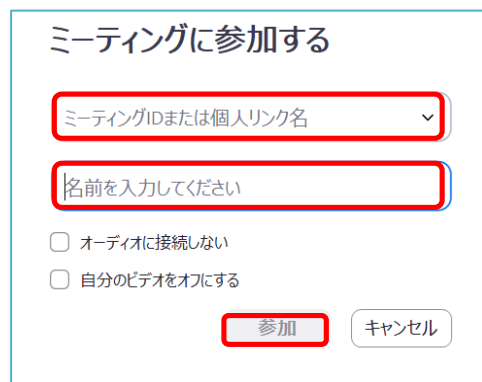 ミーティングに参加する
ミーティングIDまたは個人リンク名
名前を入力してください
オーディオに接続しない
自分のビデオをオフにする
参加 キャンセル